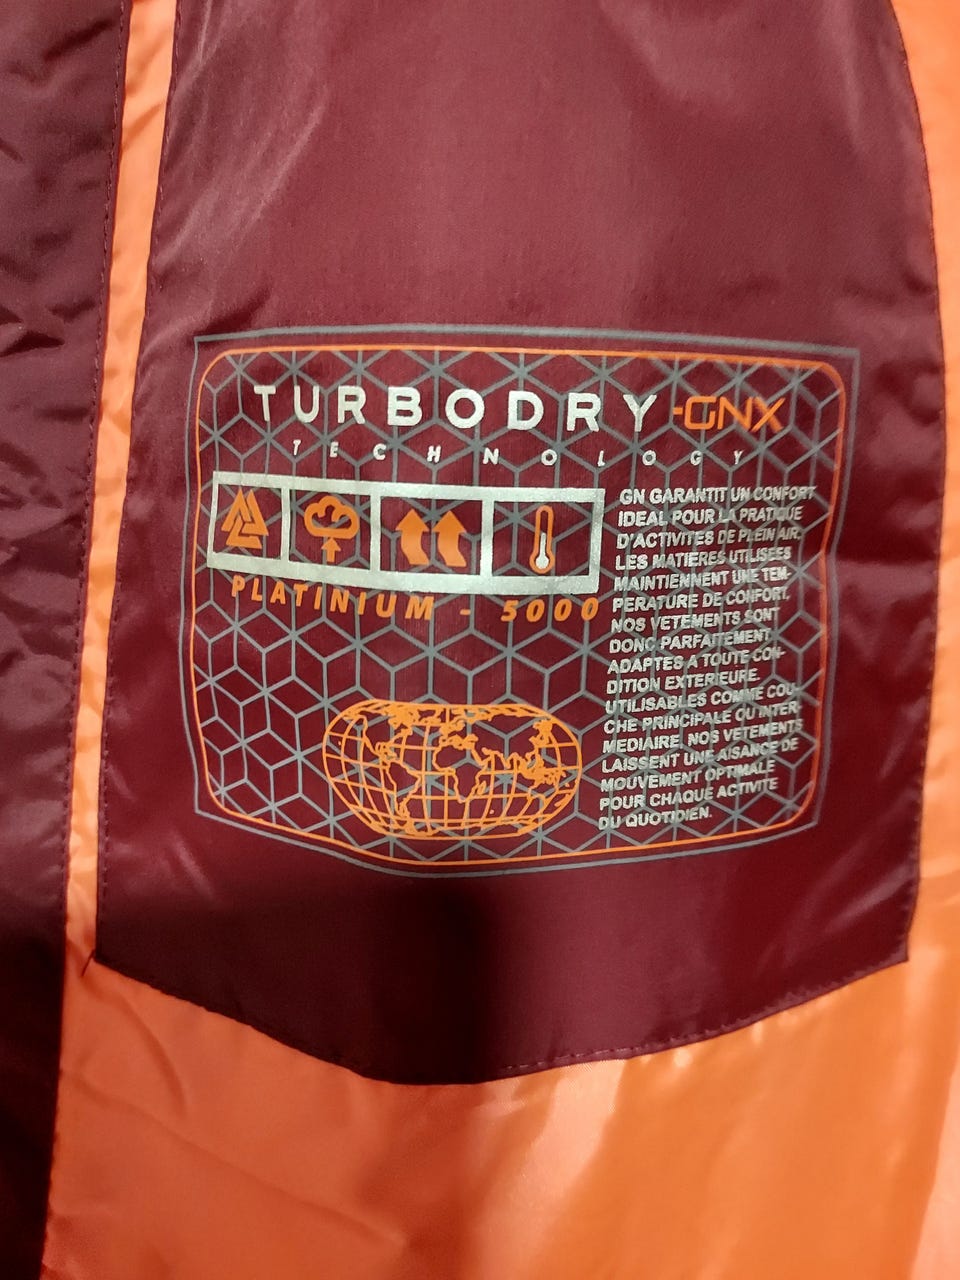 TURBODRY-GNX
TECHNOLOGY
PLATINIUM - 5000
GN GARANTIT UN CONFORT
IDEAL POUR LA PRATIQUE
D'ACTIVITES DE PLEIN AIR.
LES MATIERES UTILISEES
MAINTIENNENT UNE TEM-
PERATURE DE CONFORT.
NOS VETEMENTS SONT
DONC PARFAITEMENT
ADAPTES A TOUTE CON-
DITION EXTERIEURE.
UTILISABLES COMME COU-
CHE PRINCIPALE OU INTER-
MEDIAIRE, NOS VETEMENTS
LAISSENT UNE AISANCE DE
MOUVEMENT OPTIMALE
POUR CHAQUE ACTIVITE
DU QUOTIDIEN.